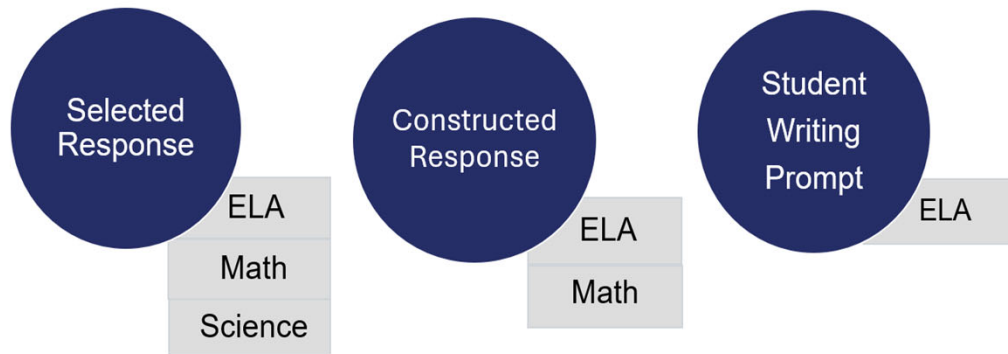 Selected
Response
ELA
Math
Science
Constructed
Response
ELA
Math
Student
Writing
Prompt
ELA